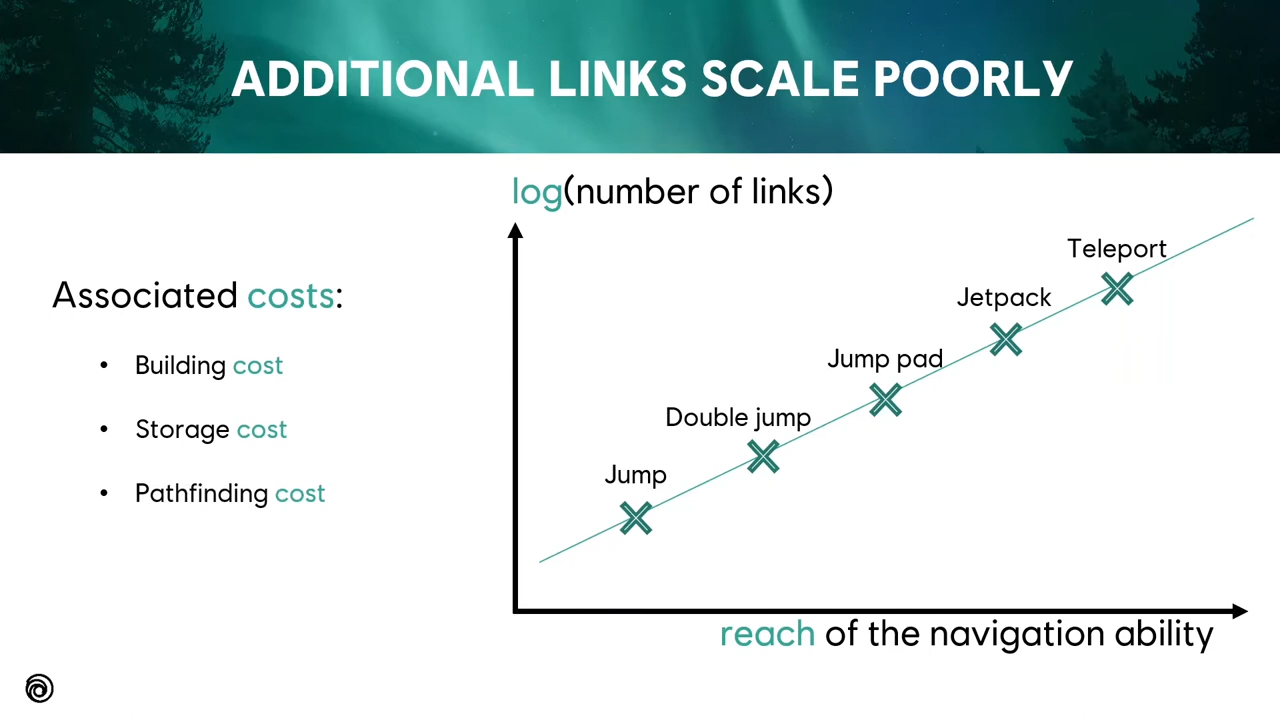 ADDITIONAL LINKS SCALE POORLY
Associated costs:
• Building cost
• Storage cost
• Pathfinding cost
log(number of links)
Teleport
Jetpack
Jump pad
Double jump
Jump
reach of the navigation ability